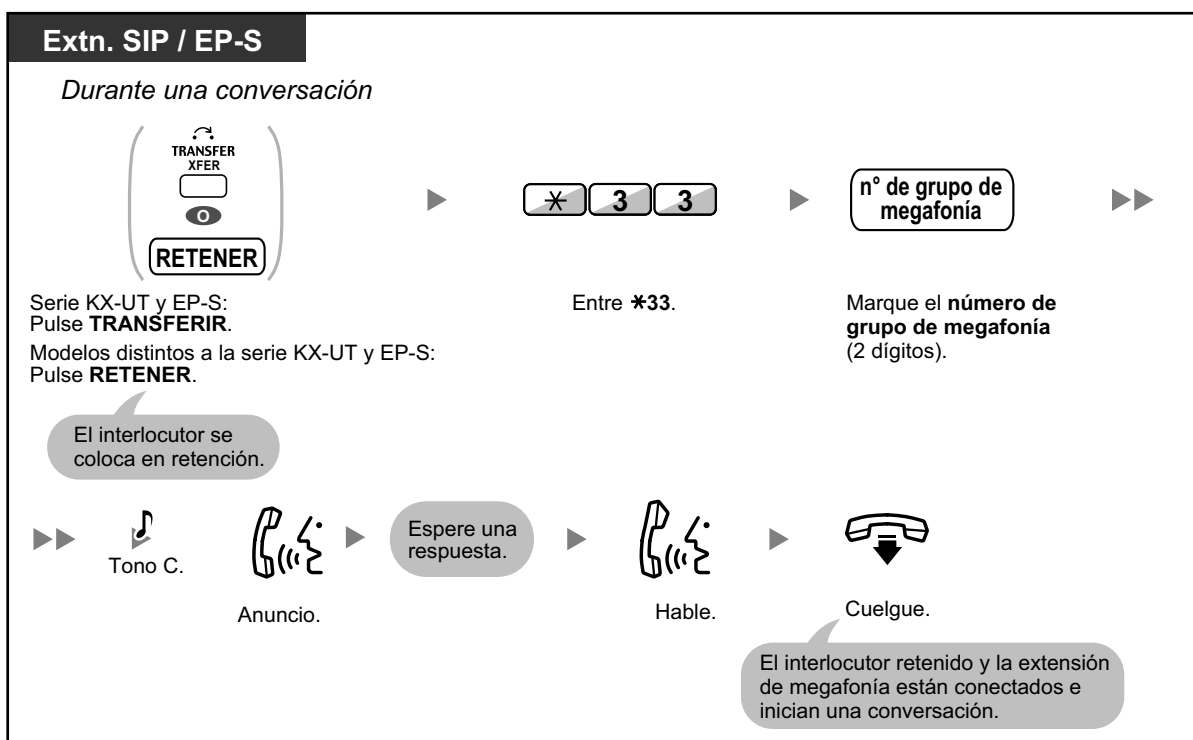 Extn. SIP / EP-S
Durante una conversación
TRANSFER
XFER
O
RETENER
* 3 3
n° de grupo de
megafonía
Serie KX-UT y EP-S:
Pulse TRANSFERIR.
Modelos distintos a la serie KX-UT y EP-S:
Pulse RETENER.
Entre *33.
Marque el número de
grupo de megafonía
(2 dígitos).
El interlocutor se
coloca en retención.
Tono C.
Anuncio.
Espere una
respuesta.
Hable.
Cuelgue.
El interlocutor retenido y la extensión
de megafonía están conectados e
inician una conversación.